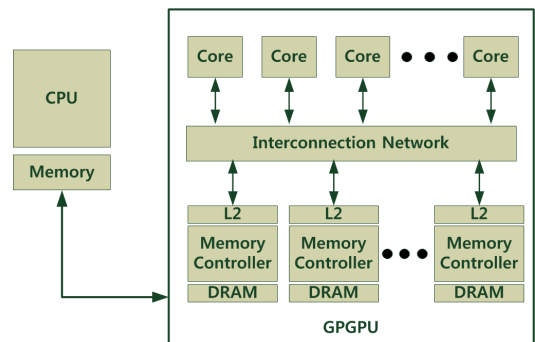 Core Core Core Core
CPU
Interconnection Network
Memory
L2 L2 L2
Memory Memory Memory
Controller Controller Controller
DRAM DRAM DRAM
GPGPU